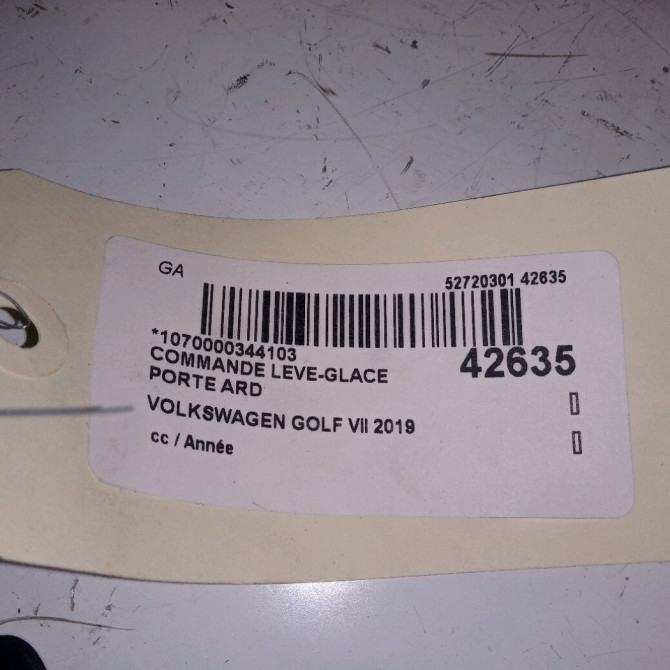 GA
52720301 42635
*1070000344103
42635
COMMANDE LEVE-GLACE
PORTE ARD
VOLKSWAGEN GOLF VII 2019
cc / Année